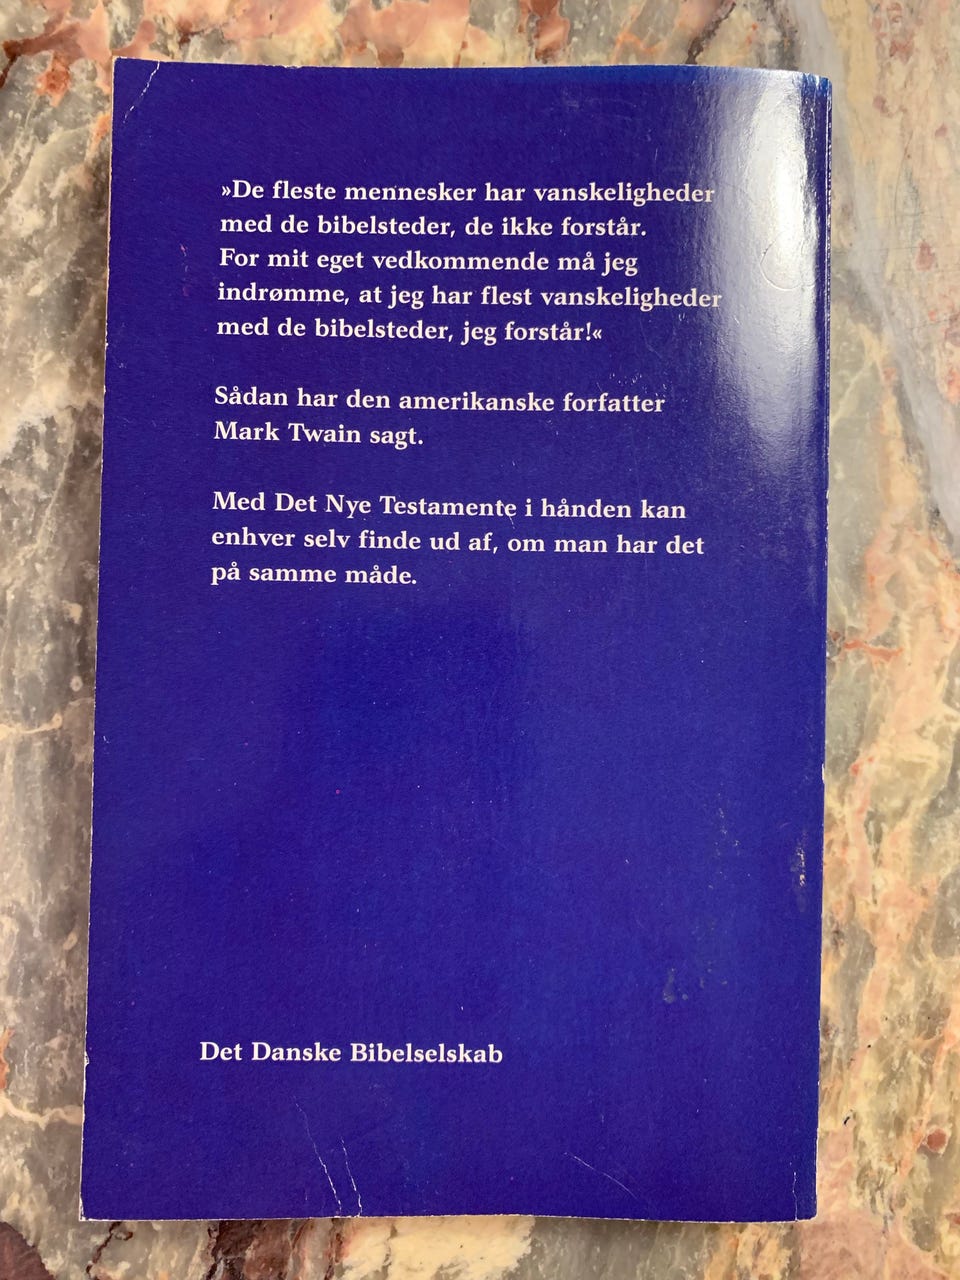 »De fleste mennesker har vanskeligheder
med de bibelsteder, de ikke forstår.
For mit eget vedkommende må jeg
indrømme, at jeg har flest vanskeligheder
med de bibelsteder, jeg forstår!«
Sådan har den amerikanske forfatter
Mark Twain sagt.
Med Det Nye Testamente i hånden kan
enhver selv finde ud af, om man har det
på samme måde.
Det Danske Bibelselskab